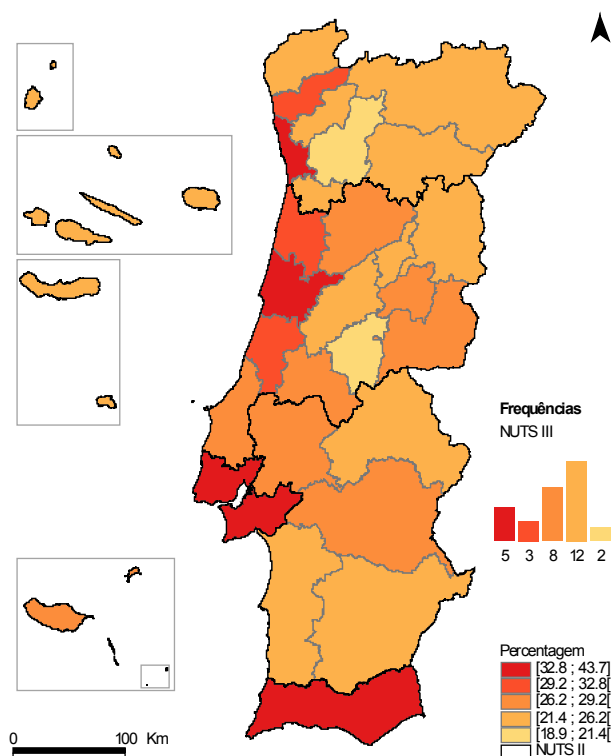 Frequências
NUTS III
5 3 8 12 2
Percentagem
[32.8 ; 43.7]
[29.2 ; 32.8[
[26.2 ; 29.2[
[21.4 ; 26.2[
[18.9 ; 21.4[
NUTS II
0 100 Km